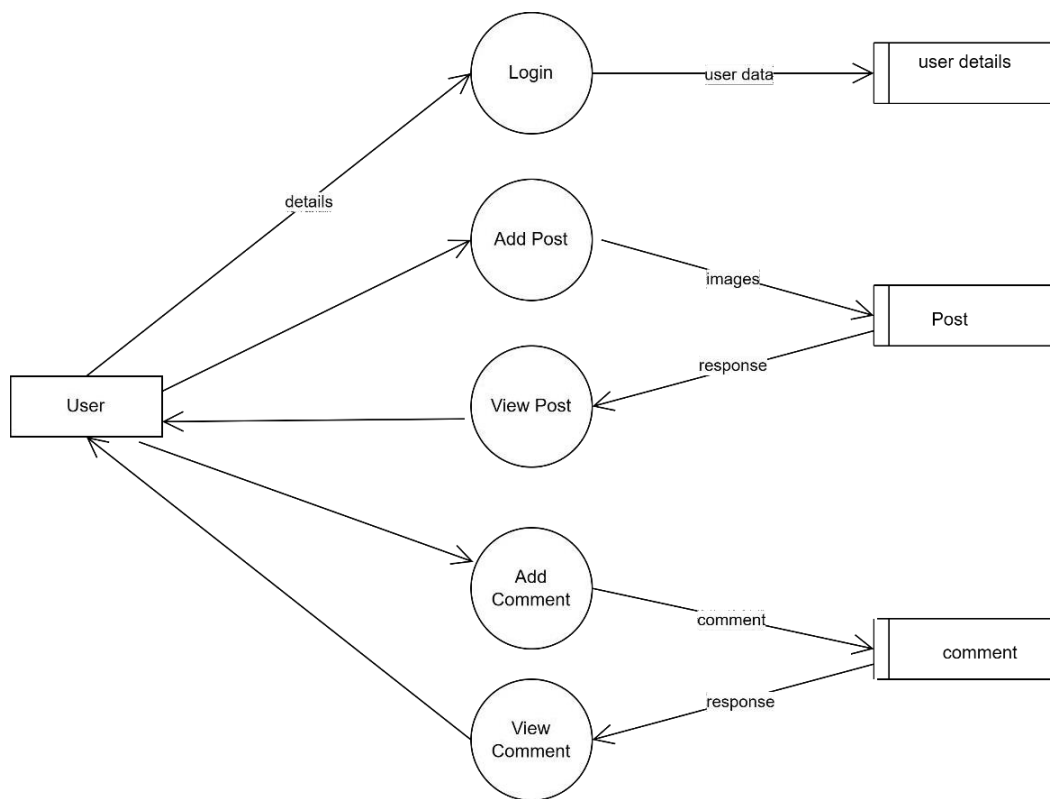 Login
user data
user details
details
Add Post
images
Post
response
View Post
User
Add
Comment
comment
comment
response
View
Comment